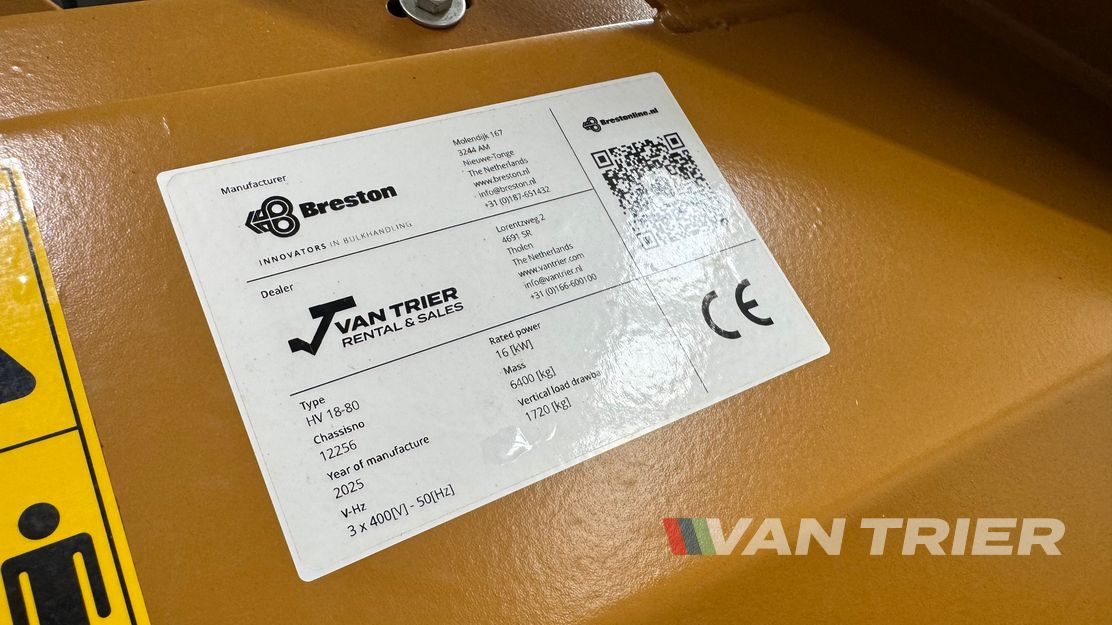 Manufacturer
Breston
INNOVATORS IN BULKHANDLING
Molendijk 167
3244 AM
Nieuwe-Tonge
The Netherlands
www.breston.nl
info@breston.nl
+31 (0)187-651432
Brestonline.nl
Dealer
VAN TRIER
RENTAL & SALES
Lorentzweg 2
4691 SR
Tholen
The Netherlands
www.vantrier.com
info@vantrier.nl
+31 (0)166-600100
CE
Type
HV 18-80
Chassisno
12256
Year of manufacture
2025
V-Hz
3 x 400[V] - 50[Hz]
Rated power
16 [kW]
Mass
6400 [kg]
Vertical load drawba
1720 [kg]
VAN TRIER